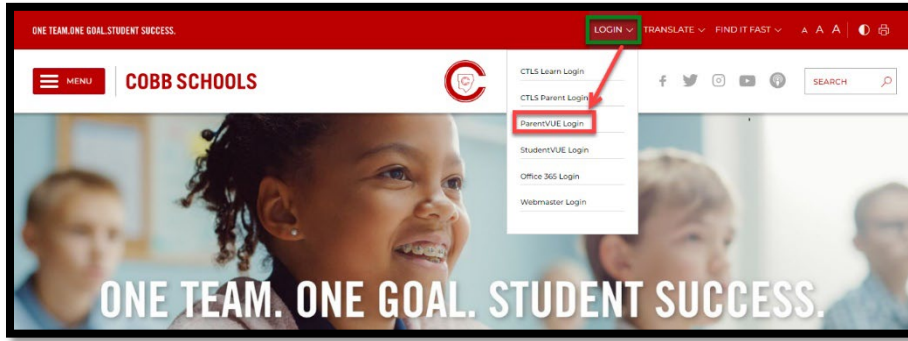 ONE TEAM.ONE GOAL.STUDENT SUCCESS.
LOGIN TRANSLATE FIND IT FAST A A A
MENU
COBB SCHOOLS
C
SEARCH
CTLS Learn Login
CTLS Parent Login
ParentVUE Login
StudentVUE Login
Office 365 Login
Webmaster Login
ONE TEAM. ONE GOAL. STUDENT SUCCESS.